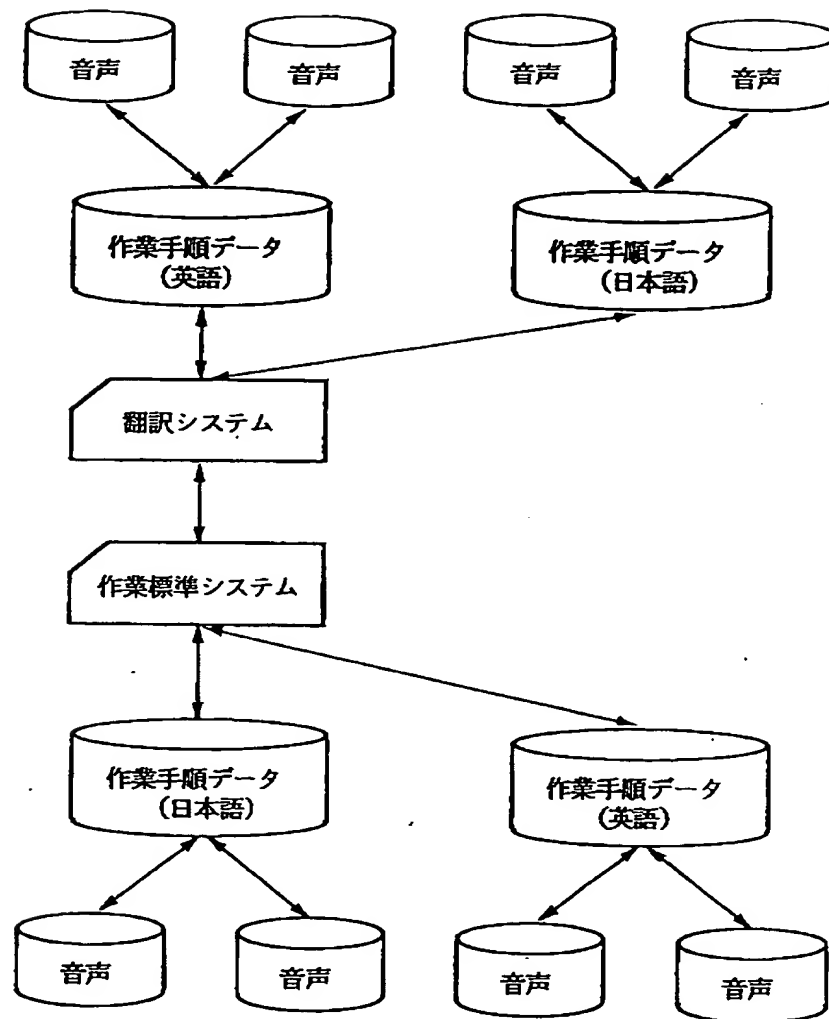 音声
音声
音声
音声
作業手順データ
(英語)
作業手順データ
(日本語)
翻訳システム
作業標準システム
作業手順データ
(日本語)
作業手順データ
(英語)
音声
音声
音声
音声